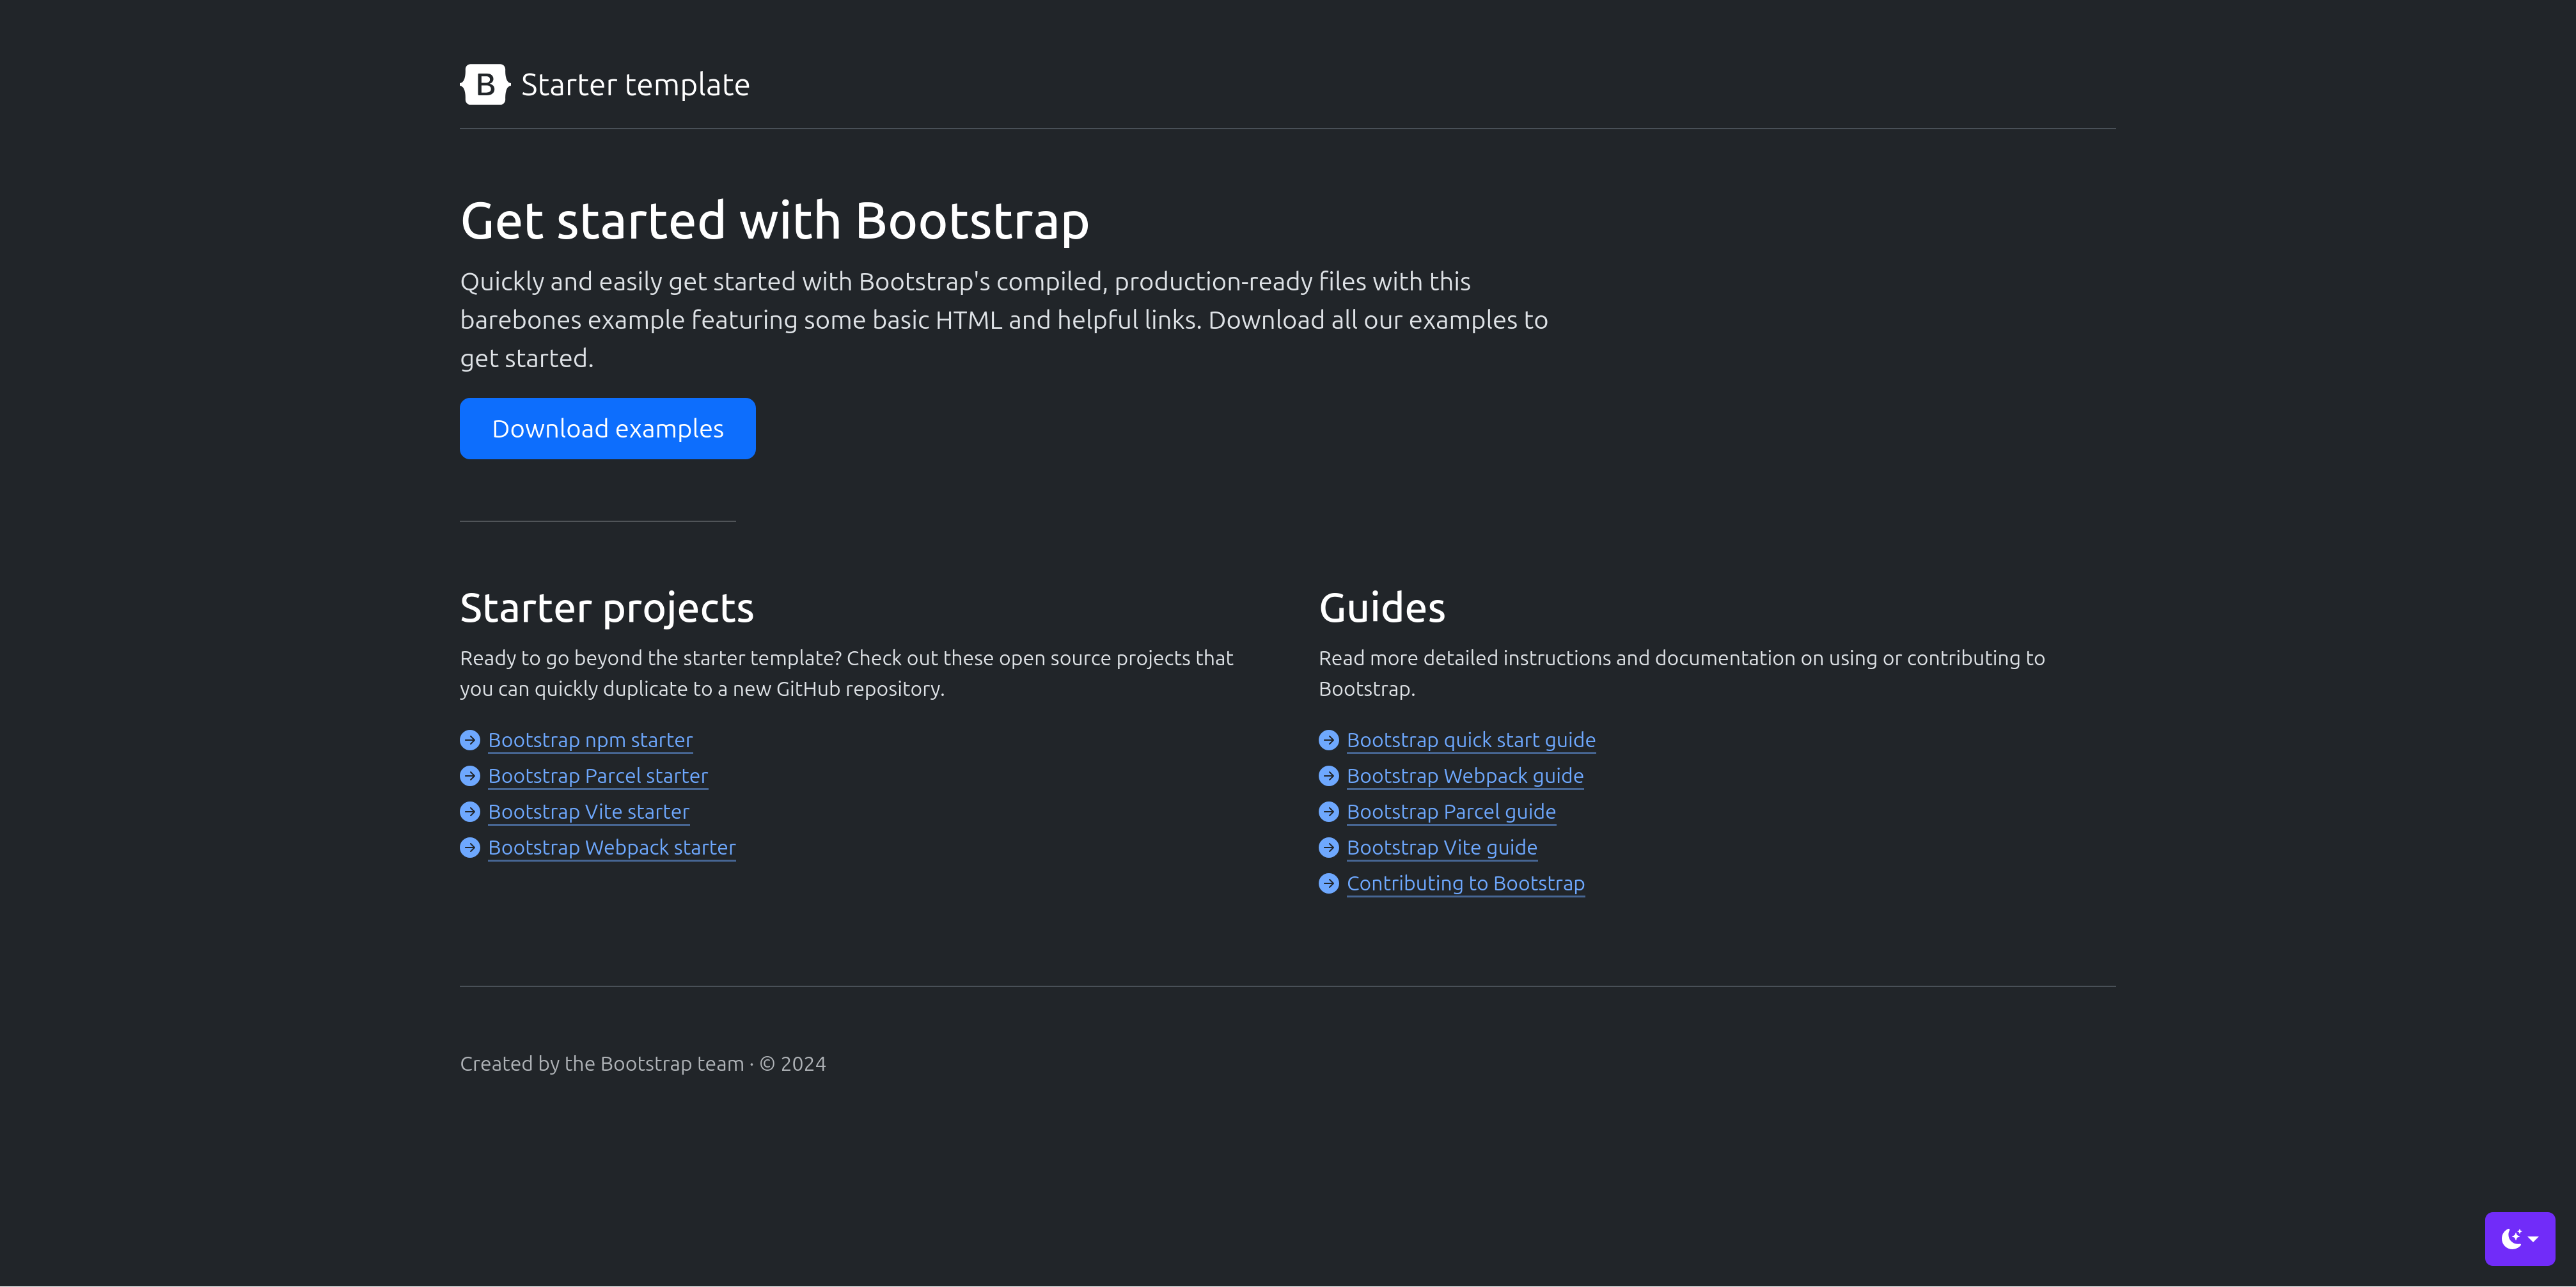 B Starter template
Get started with Bootstrap
Quickly and easily get started with Bootstrap's compiled, production-ready files with this
barebones example featuring some basic HTML and helpful links. Download all our examples to
get started.
Download examples
Starter projects
Ready to go beyond the starter template? Check out these open source projects that
you can quickly duplicate to a new GitHub repository.
Bootstrap npm starter
Bootstrap Parcel starter
Bootstrap Vite starter
Bootstrap Webpack starter
Guides
Read more detailed instructions and documentation on using or contributing to
Bootstrap.
Bootstrap quick start guide
Bootstrap Webpack guide
Bootstrap Parcel guide
Bootstrap Vite guide
Contributing to Bootstrap
Created by the Bootstrap team · © 2024